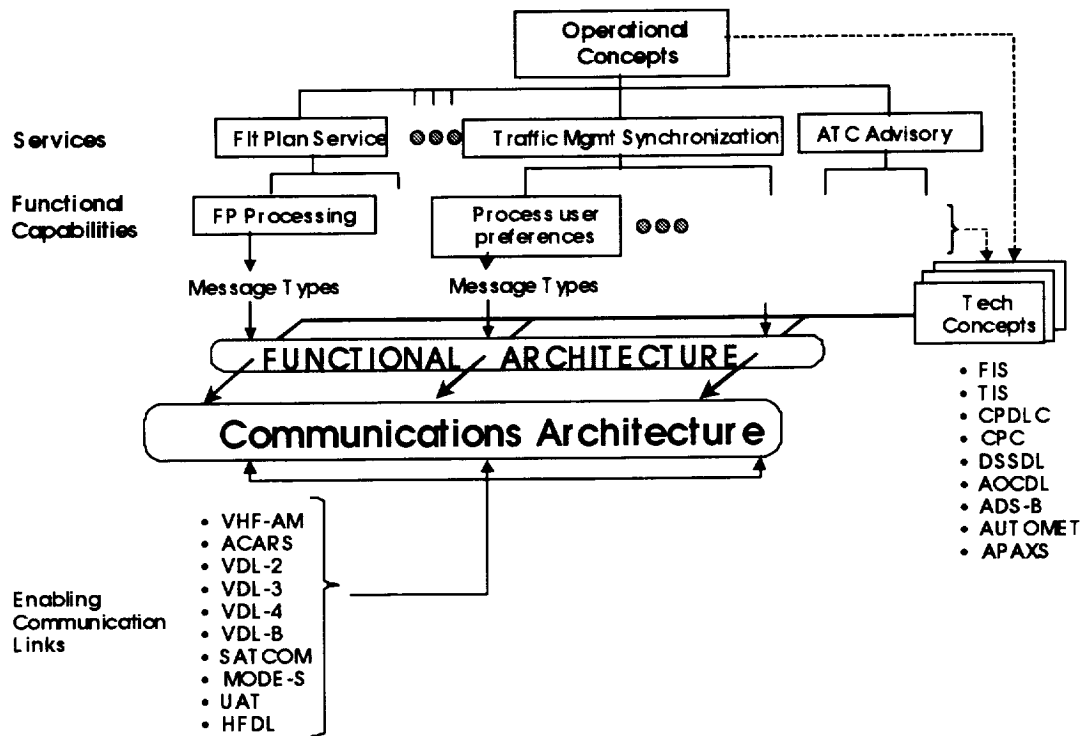 Operational
Concepts
Services
Flt Plan Service
Traffic Mgmt Synchronization
ATC Advisory
Functional
Capabilities
FP Processing
Process user
preferences
Message Types
Message Types
Tech
Concepts
FUNCTIONAL ARCHITECTURE
Communications Architecture
• FIS
• TIS
• CPDLC
• CPC
• DSSDL
• AOCDL
• ADS-B
• AUTOMET
• APAXS
Enabling
Communication
Links
• VHF-AM
• ACARS
• VDL-2
• VDL-3
• VDL-4
• VDL-B
• SATCOM
• MODE-S
• UAT
• HFDL